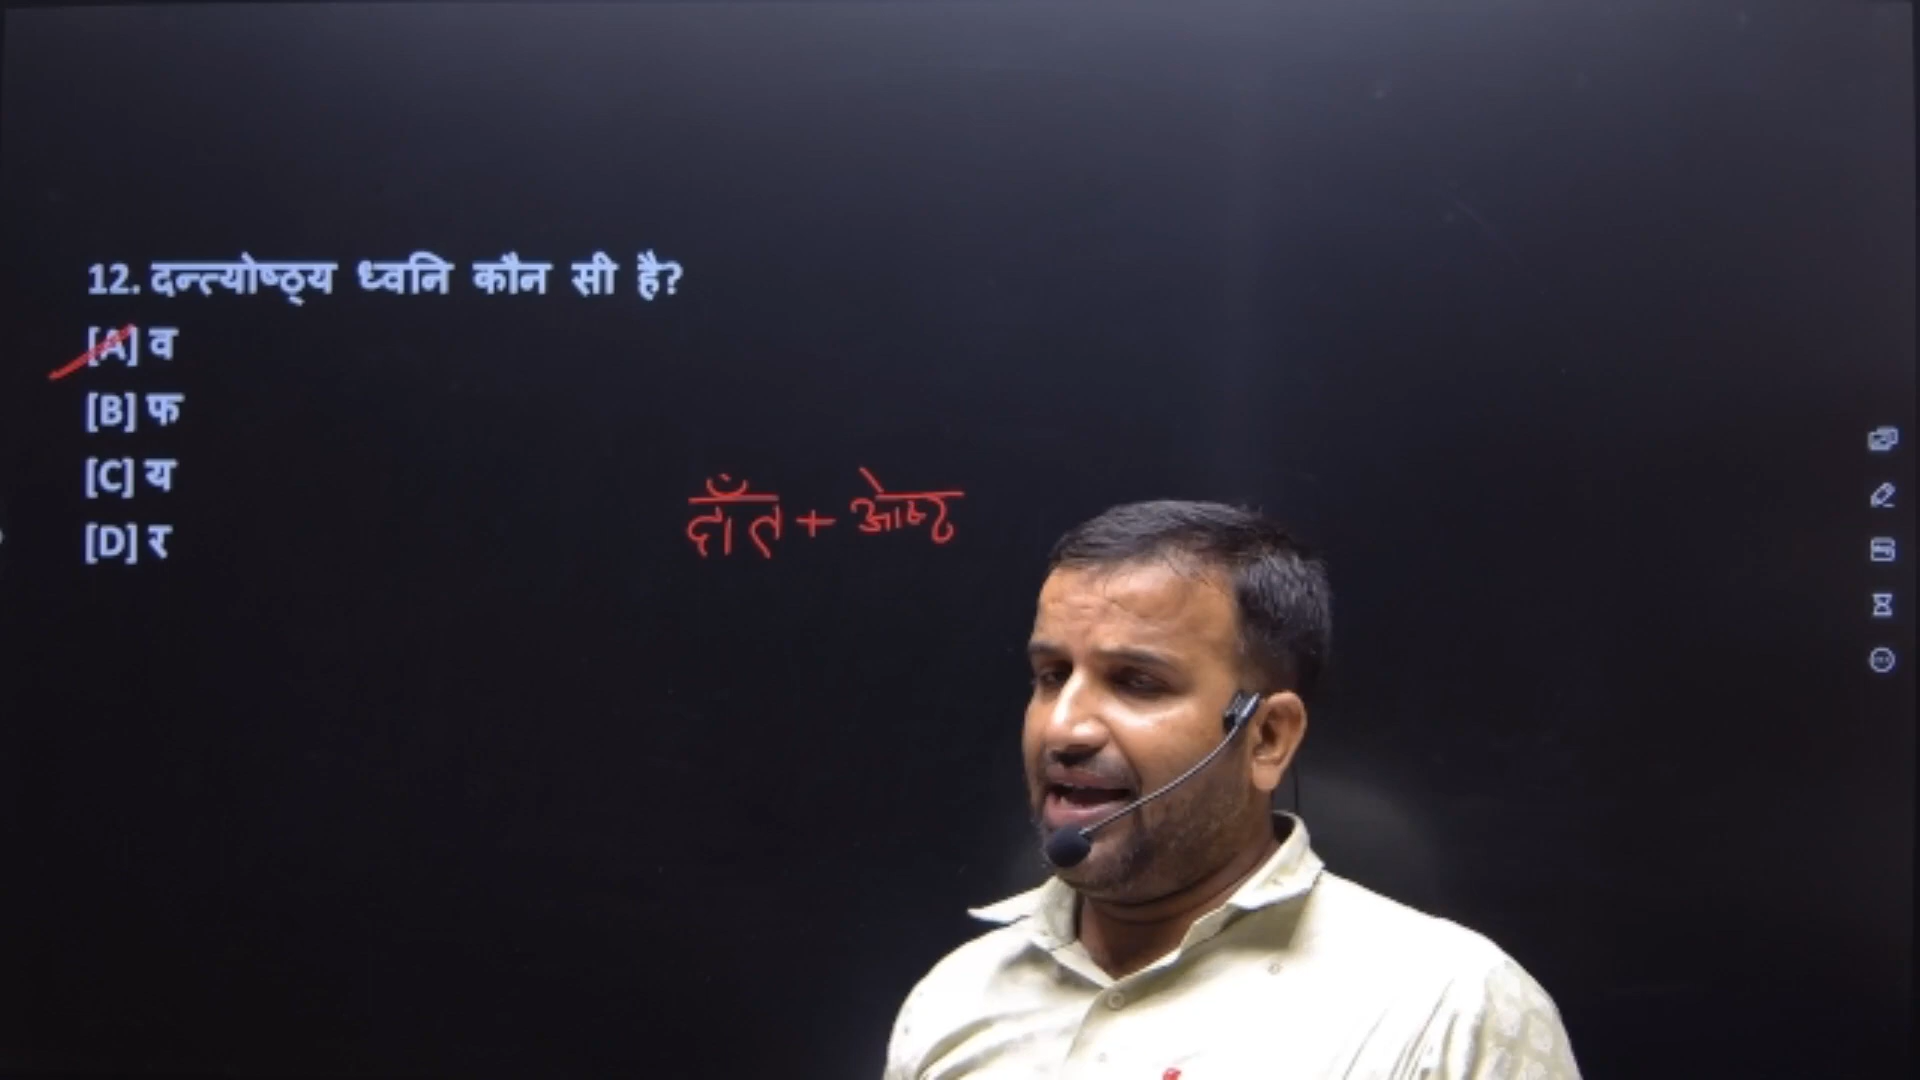 12. दन्त्योष्ठ्य ध्वनि कौन सी है?
[A] व
[B] फ
[C] य
[D] र
दाँत + ओष्ठ